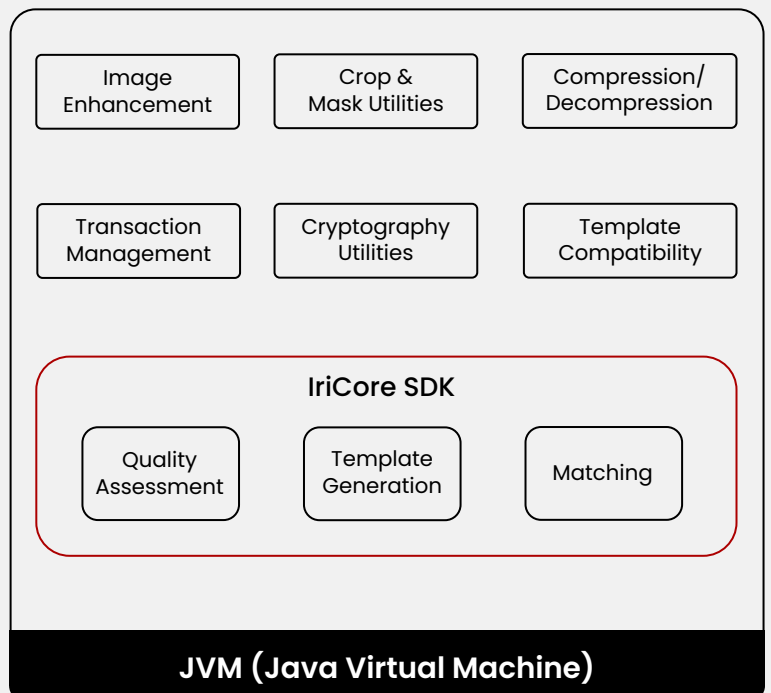 Image
Enhancement
Crop &
Mask Utilities
Compression/
Decompression
Transaction
Management
Cryptography
Utilities
Template
Compatibility
IriCore SDK
Quality
Assessment
Template
Generation
Matching
JVM (Java Virtual Machine)